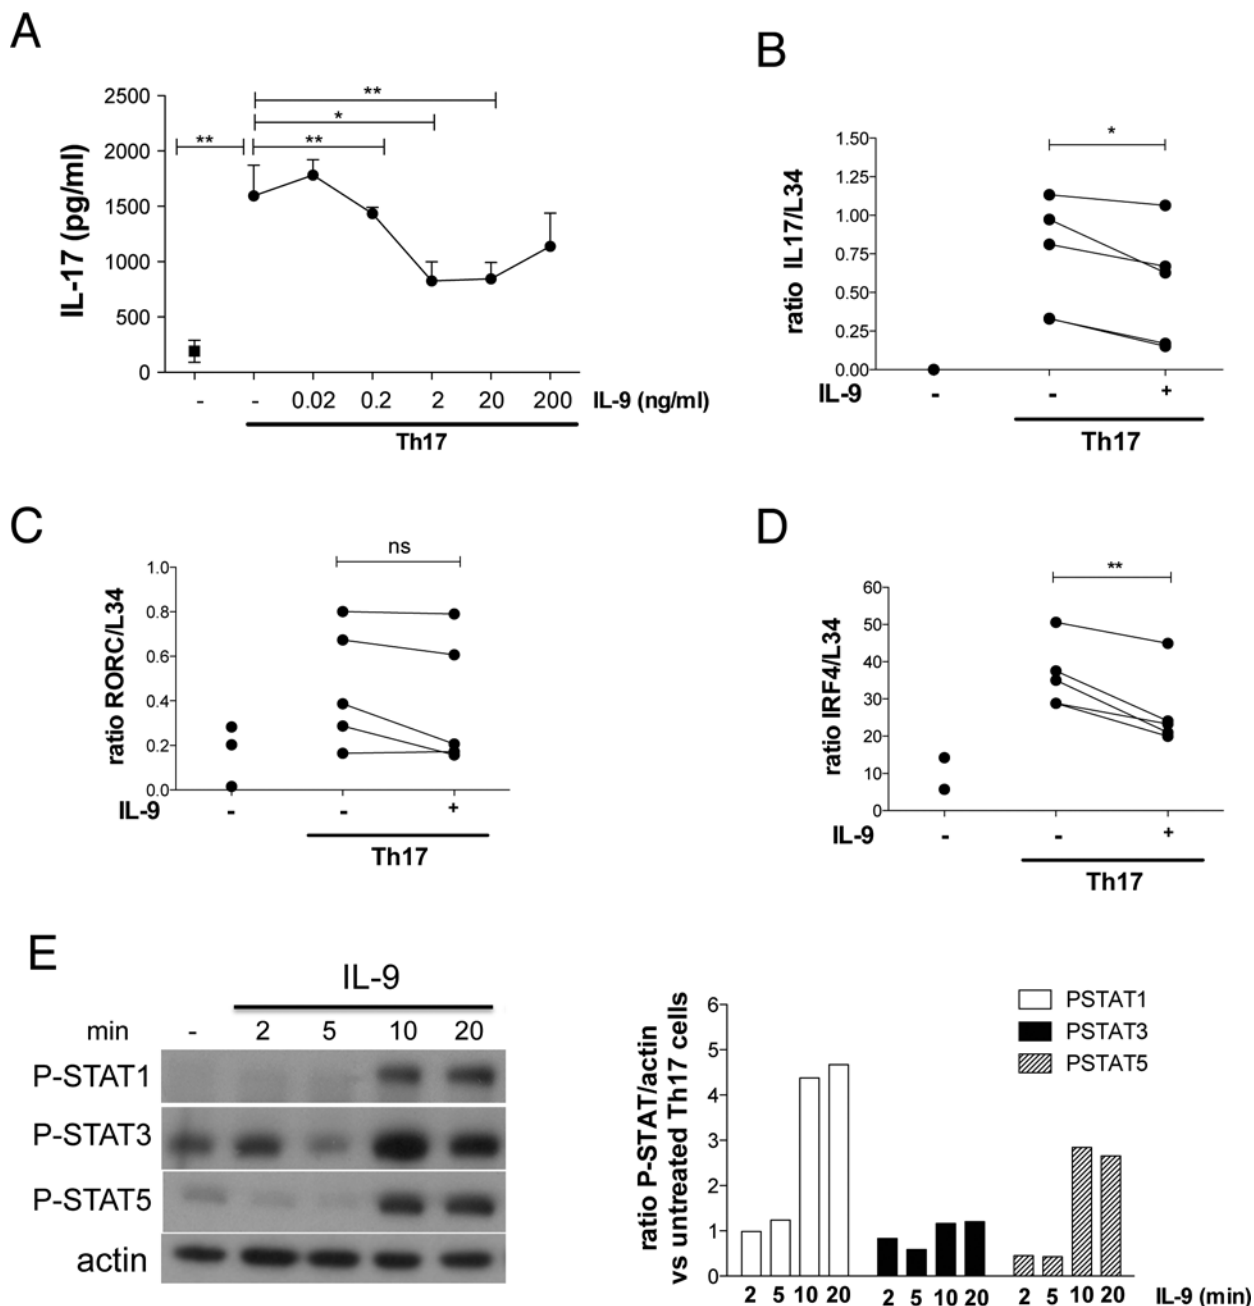 A
2500
2000
1500
1000
500
0
IL-17 (pg/ml)
**
*
** **
- - 0.02 0.2 2 20 200 IL-9 (ng/ml)
Th17
B
1.50
1.25
1.00
0.75
0.50
0.25
0.00
ratio IL17/L34
*
IL-9 - - +
Th17
C
1.0
0.8
0.6
0.4
0.2
0.0
ratio RORC/L34
ns
IL-9 - - +
Th17
D
60
50
40
30
20
10
0
ratio IRF4/L34
**
IL-9 - - +
Th17
E
IL-9
min - 2 5 10 20
P-STAT1
P-STAT3
P-STAT5
actin
6
5
4
3
2
1
0
ratio P-STAT/actin
vs untreated Th17 cells
PSTAT1
PSTAT3
PSTAT5
2 5 10 20 2 5 10 20 2 5 10 20 IL-9 (min)